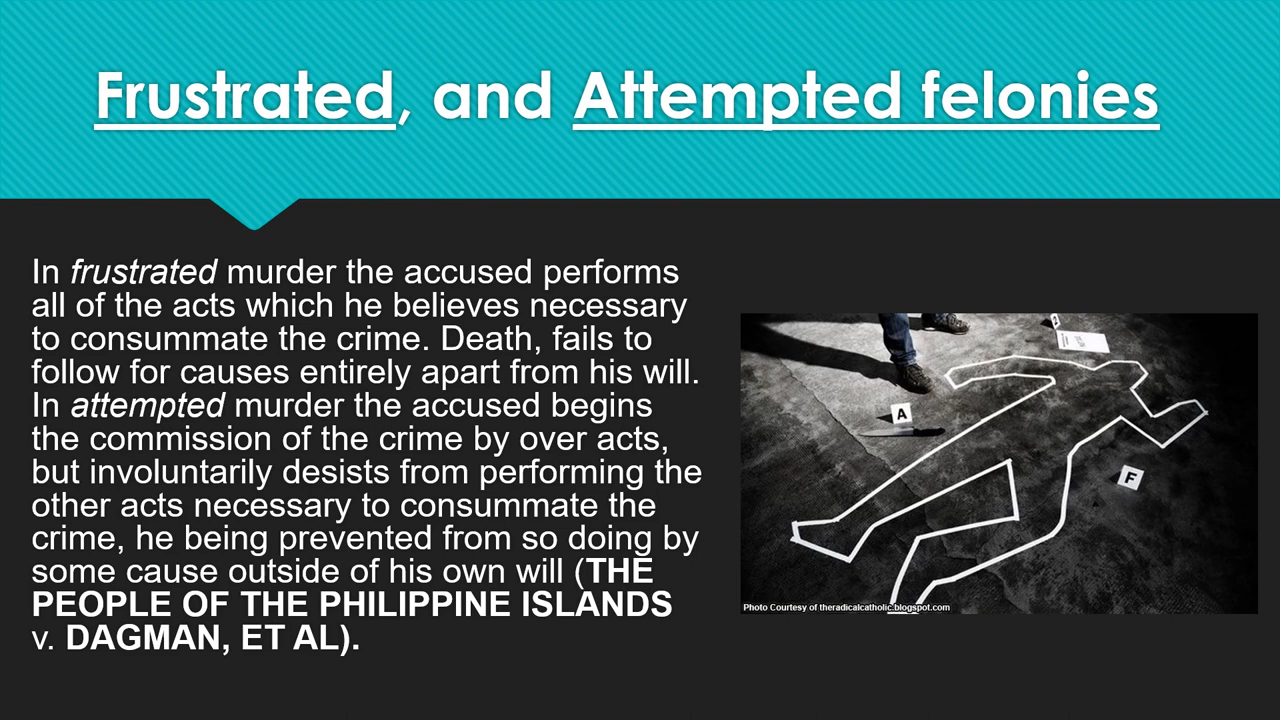 Frustrated, and Attempted felonies
In frustrated murder the accused performs
all of the acts which he believes necessary
to consummate the crime. Death, fails to
follow for causes entirely apart from his will.
In attempted murder the accused begins
the commission of the crime by over acts,
but involuntarily desists from performing the
other acts necessary to consummate the
crime, he being prevented from so doing by
some cause outside of his own will (THE
PEOPLE OF THE PHILIPPINE ISLANDS
v. DAGMAN, ET AL).
A
F
Photo Courtesy of theradicalcatholic.blogspot.com